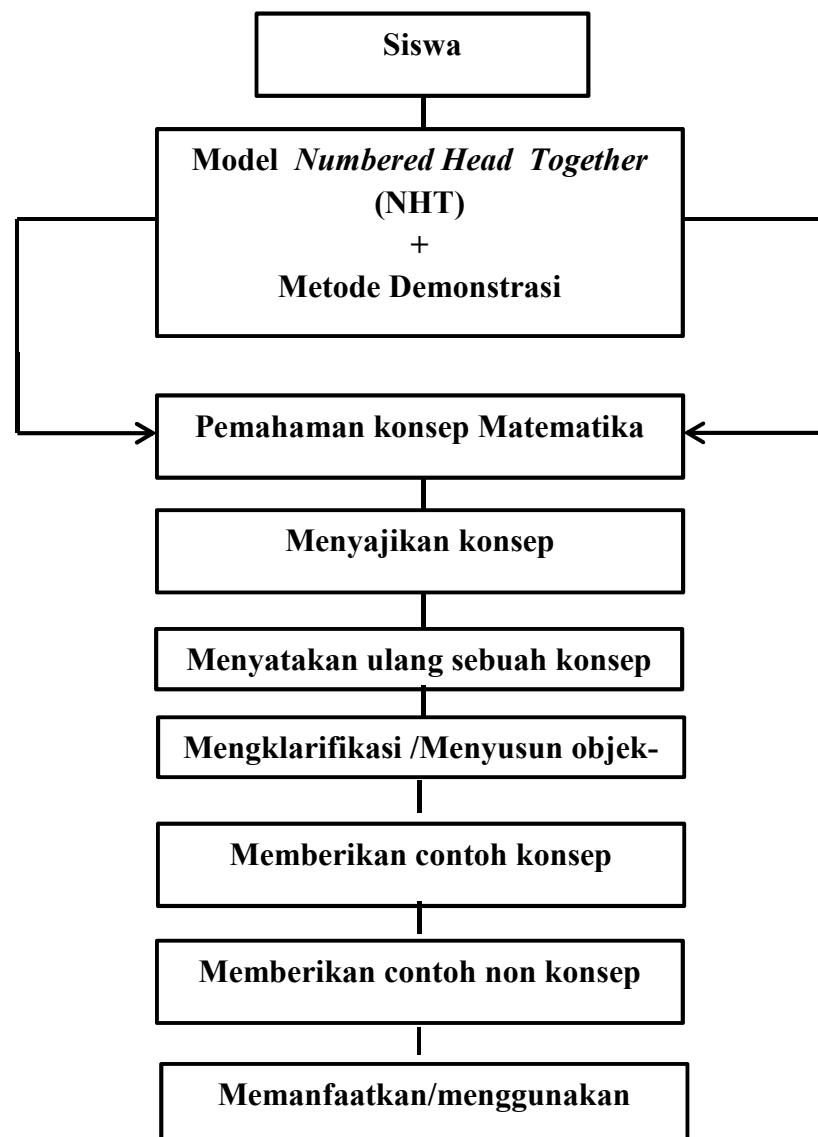 Siswa
Model Numbered Head Together
(NHT)
+
Metode Demonstrasi
Pemahaman konsep Matematika
Menyajikan konsep
Menyatakan ulang sebuah konsep
Mengklarifikasi /Menyusun objek-
Memberikan contoh konsep
Memberikan contoh non konsep
Memanfaatkan/menggunakan